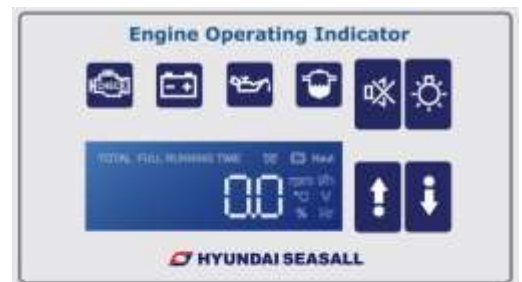 Engine Operating Indicator
CHECK
TOTAL FULL RUNNING TIME
0.0
rpm l/h
°C V
%
HYUNDAI SEASALL